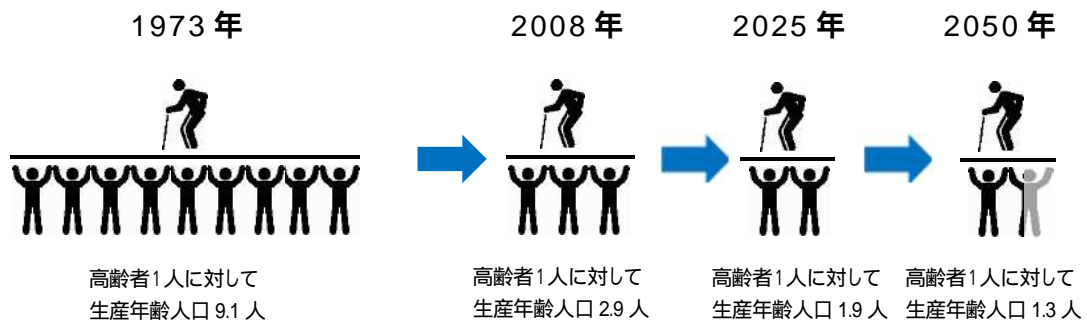 1973 年
2008 年
2025 年
2050 年
高齢者1人に対して
生産年齢人口 9.1 人
高齢者1人に対して
生産年齢人口 2.9 人
高齢者1人に対して
生産年齢人口 1.9 人
高齢者1人に対して
生産年齢人口 1.3 人